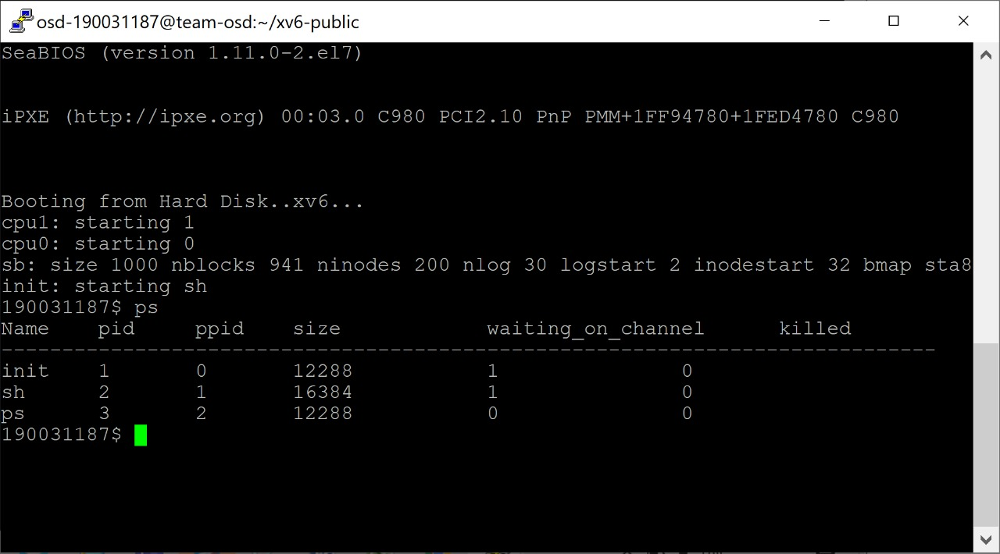 osd-190031187@team-osd:~/xv6-public
SeaBIOS (version 1.11.0-2.el7)
iPXE (http://ipxe.org) 00:03.0 C980 PCI2.10 PnP PMM+1FF94780+1FED4780 C980
Booting from Hard Disk..xv6...
cpu1: starting 1
cpu0: starting 0
sb: size 1000 nblocks 941 ninodes 200 nlog 30 logstart 2 inodestart 32 bmap sta8
init: starting sh
190031187$ ps
Name pid ppid size waiting_on_channel killed
-----------------------------------------------------------------------------
init 1 0 12288 1 0
sh 2 1 16384 1 0
ps 3 2 12288 0 0
190031187$